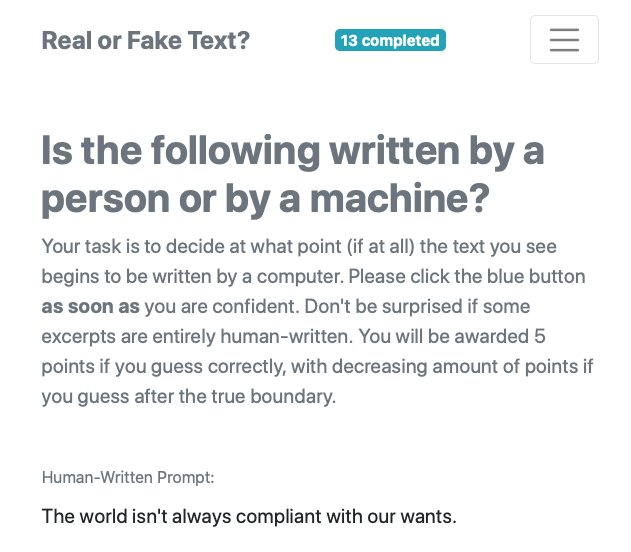 Real or Fake Text?
13 completed
Is the following written by a
person or by a machine?
Your task is to decide at what point (if at all) the text you see
begins to be written by a computer. Please click the blue button
as soon as you are confident. Don't be surprised if some
excerpts are entirely human-written. You will be awarded 5
points if you guess correctly, with decreasing amount of points if
you guess after the true boundary.
Human-Written Prompt:
The world isn't always compliant with our wants.